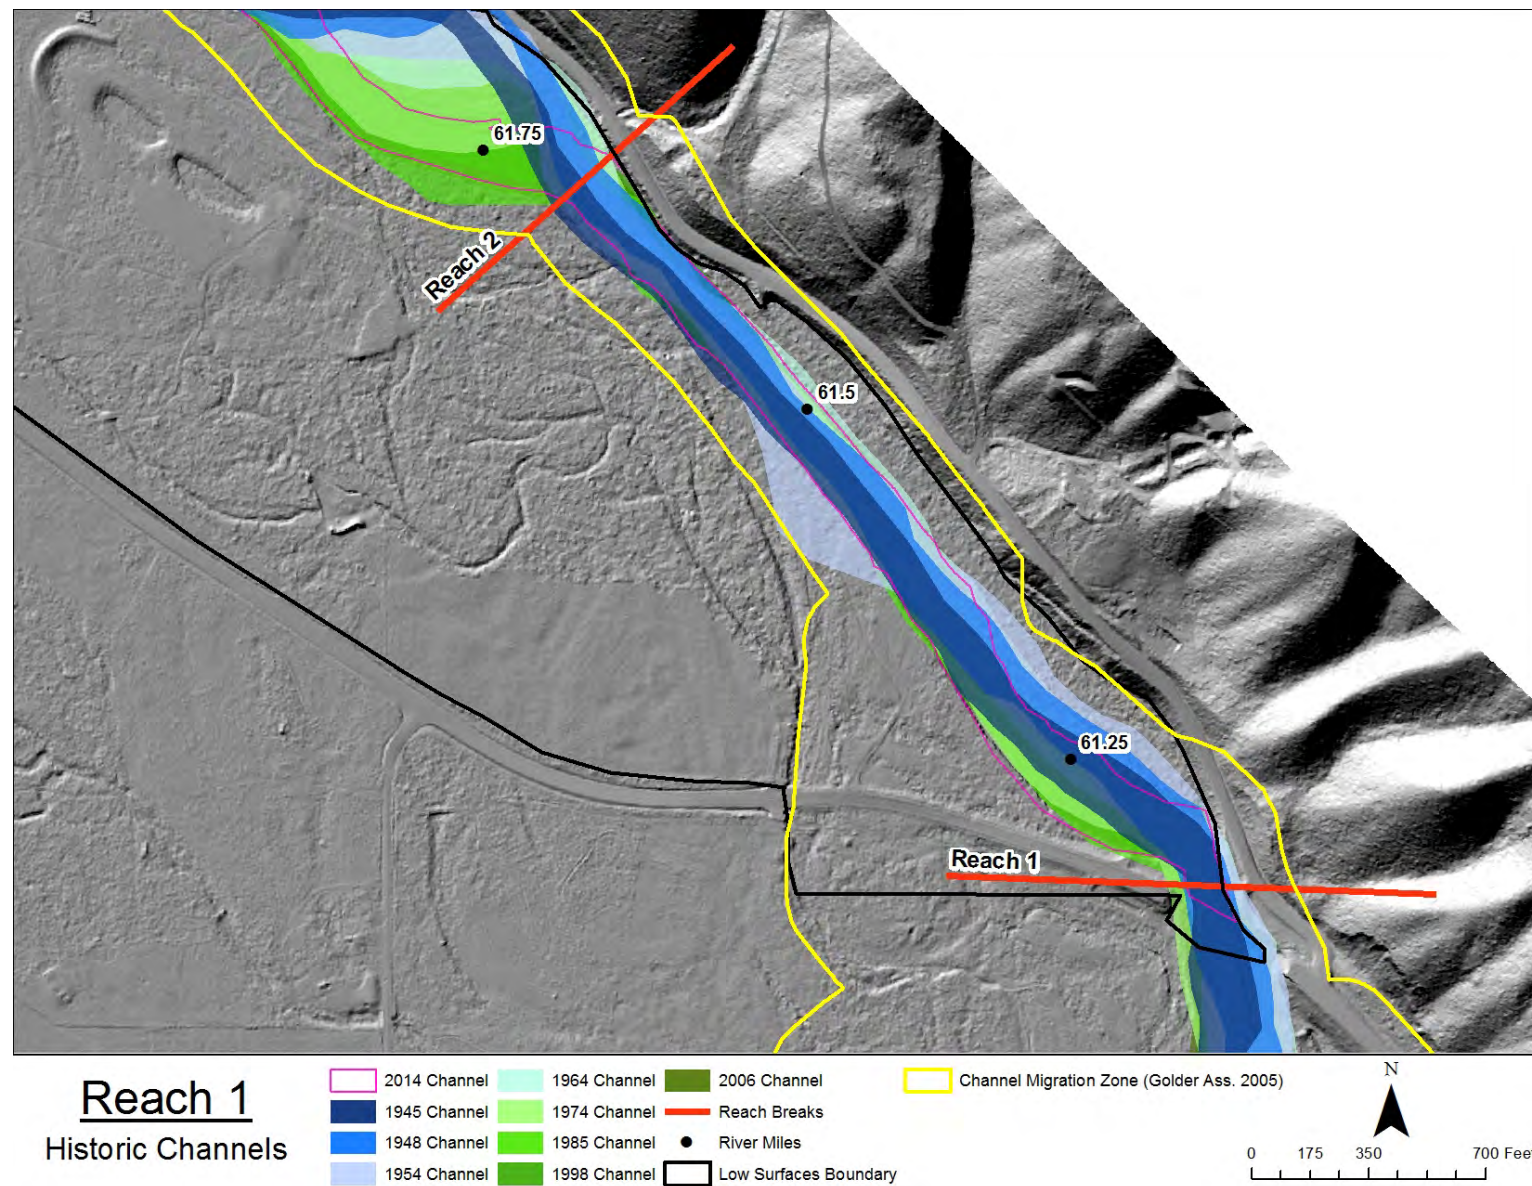 61.75
Reach 2
61.5
61.25
Reach 1
Reach 1
Historic Channels
2014 Channel
1945 Channel
1948 Channel
1954 Channel
1964 Channel
1974 Channel
1985 Channel
1998 Channel
2006 Channel
Reach Breaks
River Miles
Low Surfaces Boundary
Channel Migration Zone (Golder Ass. 2005)
N
0 175 350 700 Feet